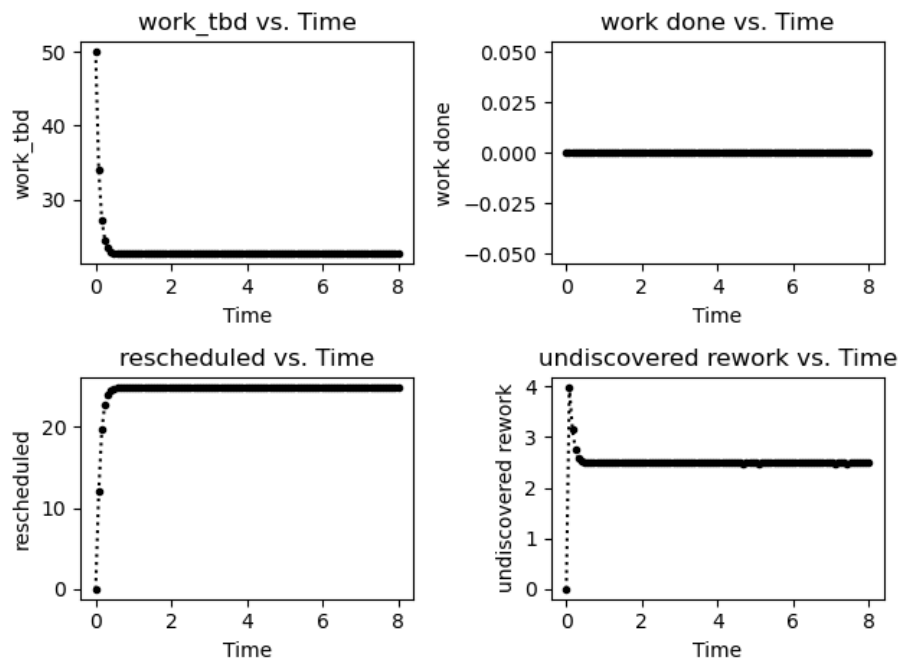 work_tbd vs. Time
50
40
30
work_tbd
0 2 4 6 8
Time
work done vs. Time
0.050
0.025
0.000
−0.025
−0.050
work done
0 2 4 6 8
Time
rescheduled vs. Time
20
10
0
rescheduled
0 2 4 6 8
Time
undiscovered rework vs. Time
4
3
2
1
0
undiscovered rework
0 2 4 6 8
Time